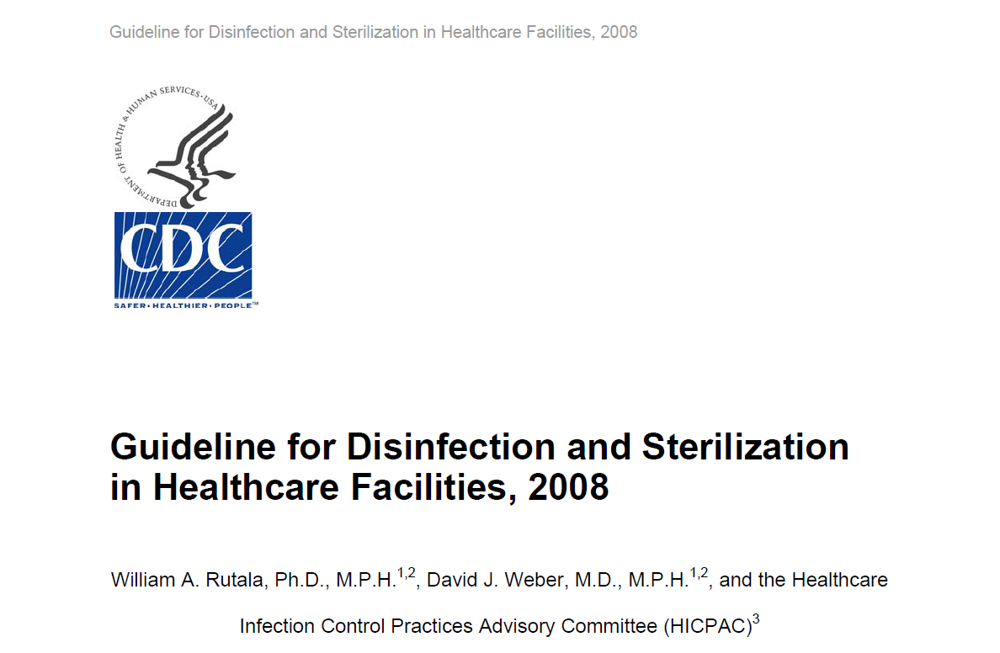 Guideline for Disinfection and Sterilization in Healthcare Facilities, 2008
DEPARTMENT OF HEALTH & HUMAN SERVICES·USA
CDC
SAFER·HEALTHIER·PEOPLE™
Guideline for Disinfection and Sterilization
in Healthcare Facilities, 2008
William A. Rutala, Ph.D., M.P.H.1,2, David J. Weber, M.D., M.P.H.1,2, and the Healthcare
Infection Control Practices Advisory Committee (HICPAC)3